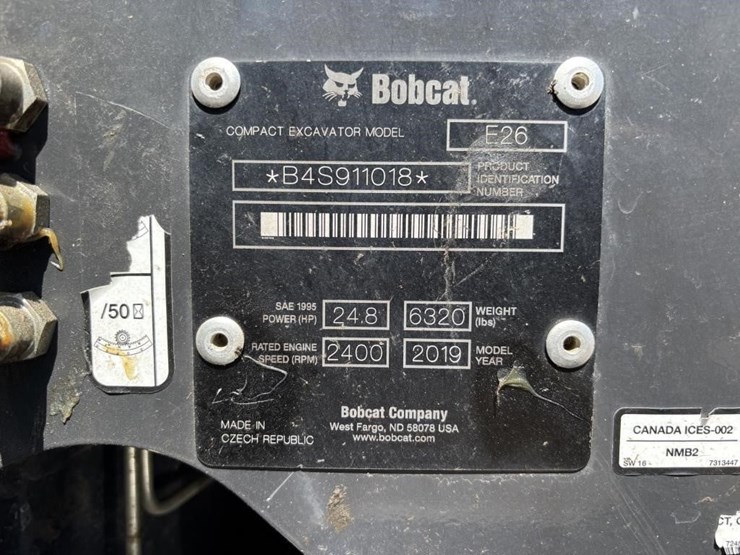 Bobcat.
COMPACT EXCAVATOR MODEL E26
*B4S911018* PRODUCT
IDENTIFICATION
NUMBER
SAE 1995
POWER (HP) 24.8 6320 WEIGHT
(lbs)
RATED ENGINE
SPEED (RPM) 2400 2019 MODEL
YEAR
MADE IN
CZECH REPUBLIC
Bobcat Company
West Fargo, ND 58078 USA
www.bobcat.com
/50
CANADA ICES-002
NMB2
SW 16 7313447